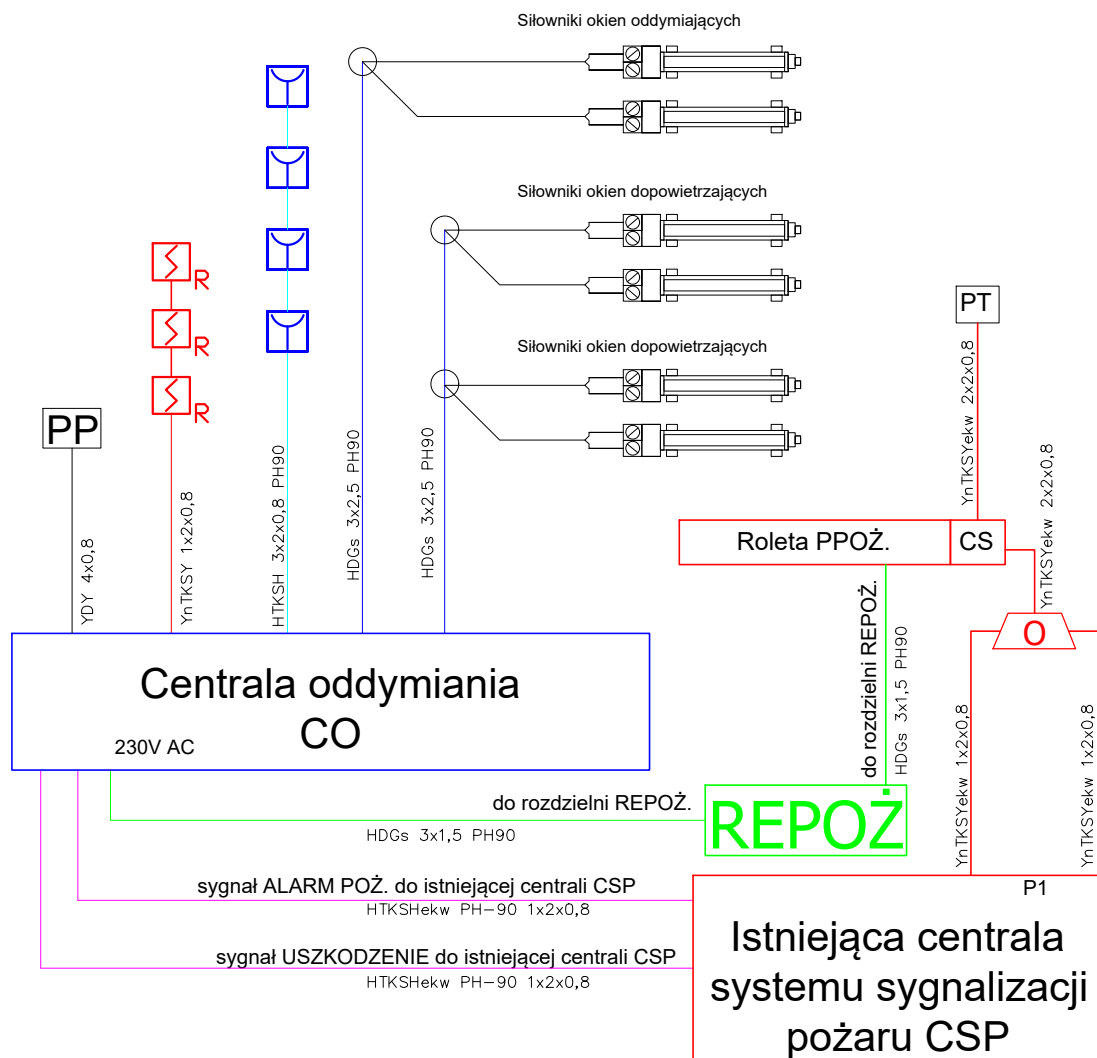 Siłowniki okien oddymiających
Siłowniki okien dopowietrzających
Siłowniki okien dopowietrzających
R
R
R
PP
PT
YDY 4x0,8
YnTKSY 1x2x0,8
HTKSH 3x2x0,8 PH90
HDGs 3x2,5 PH90
HDGs 3x2,5 PH90
YnTKSYekw 2x2x0,8
YnTKSYekw 2x2x0,8
Roleta PPOŻ.
CS
O
Centrala oddymiania
CO
230V AC
do rozdzielni REPOŻ.
HDGs 3x1,5 PH90
do rozdzielni REPOŻ.
HDGs 3x1,5 PH90
REPOŻ
YnTKSYekw 1x2x0,8
YnTKSYekw 1x2x0,8
sygnał ALARM POŻ. do istniejącej centrali CSP
HTKSHekw PH-90 1x2x0,8
sygnał USZKODZENIE do istniejącej centrali CSP
HTKSHekw PH-90 1x2x0,8
P1
Istniejąca centrala
systemu sygnalizacji
pożaru CSP